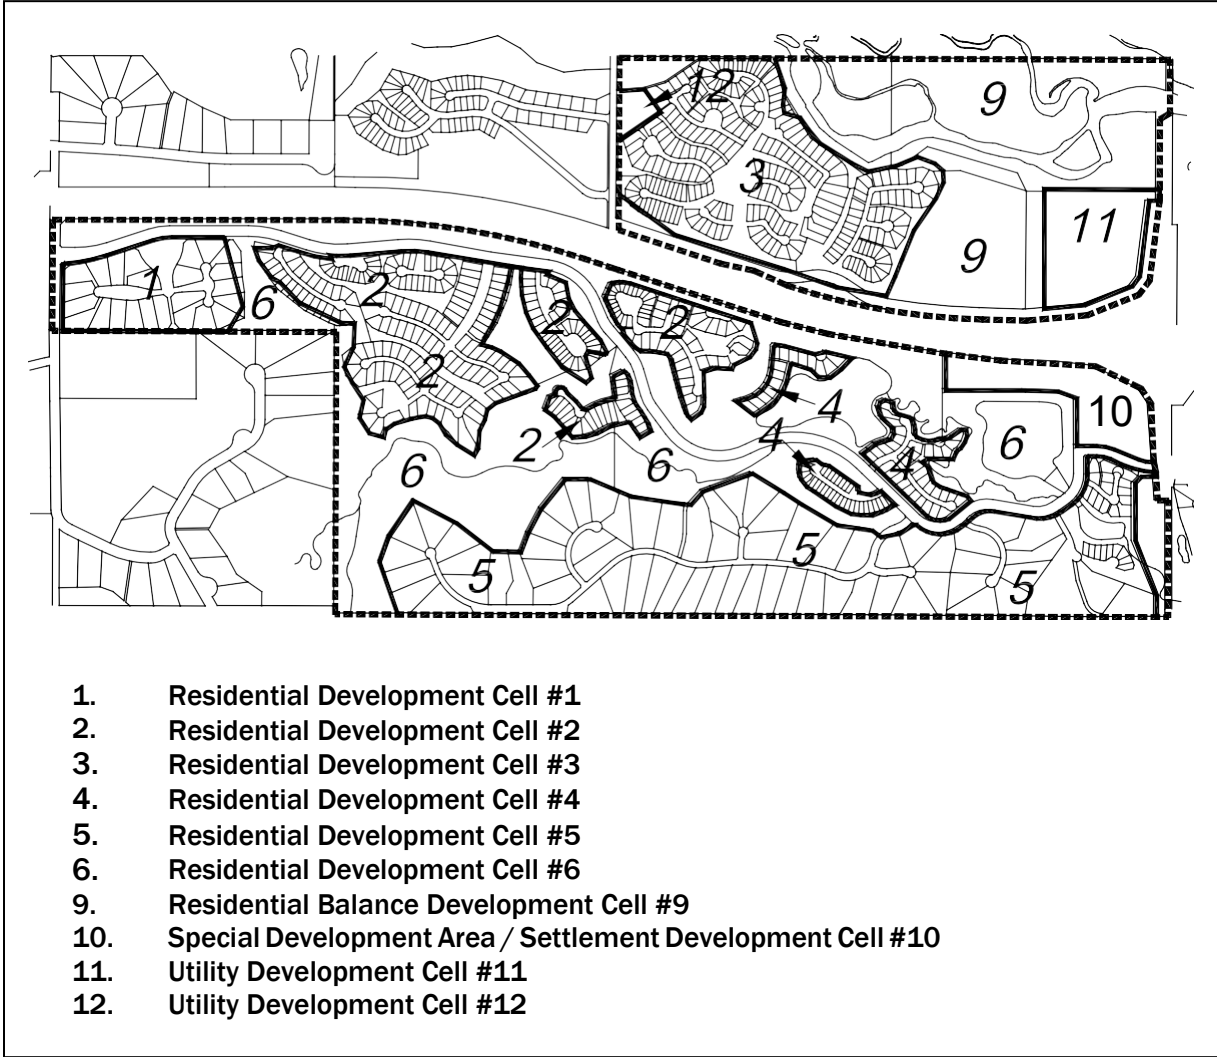 12
9
3
11
9
1
6
2
2
2
2
4
10
2
4
4
6
6
6
5
5
5
1. Residential Development Cell #1
2. Residential Development Cell #2
3. Residential Development Cell #3
4. Residential Development Cell #4
5. Residential Development Cell #5
6. Residential Development Cell #6
9. Residential Balance Development Cell #9
10. Special Development Area / Settlement Development Cell #10
11. Utility Development Cell #11
12. Utility Development Cell #12